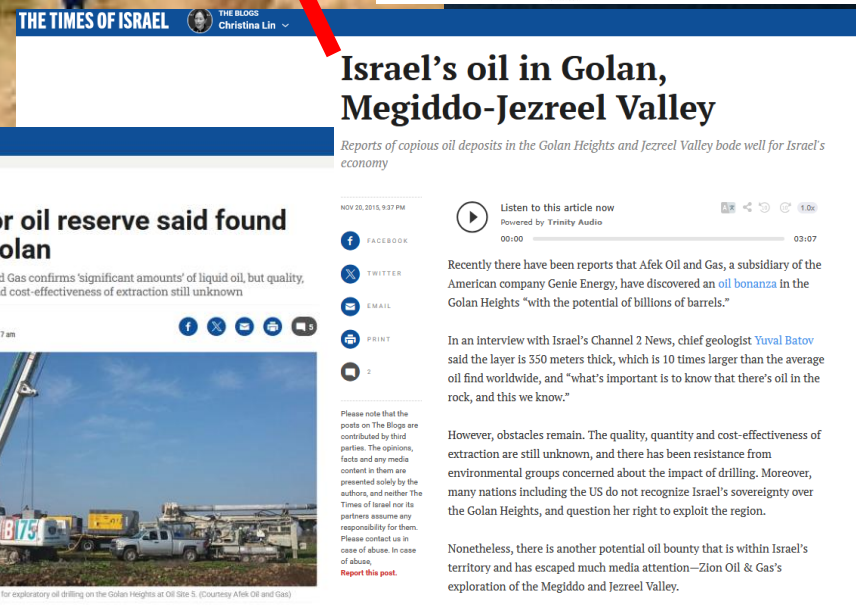 THE TIMES OF ISRAEL
THE BLOGS
Christina Lin
Israel's oil in Golan,
Megiddo-Jezreel Valley
Reports of copious oil deposits in the Golan Heights and Jezreel Valley bode well for Israel's
economy
NOV 20, 2015, 9:37 PM
FACEBOOK
TWITTER
EMAIL
PRINT
2
Please note that the
posts on The Blogs are
contributed by third
parties. The opinions,
facts and any media
content in them are
presented solely by the
authors, and neither The
Times of Israel nor its
partners assume any
responsibility for them.
Please contact us in
case of abuse. In case
of abuse,
Report this post.
Listen to this article now
Powered by Trinity Audio
1.0x
00:00
03:07
Recently there have been reports that Afek Oil and Gas, a subsidiary of the
American company Genie Energy, have discovered an oil bonanza in the
Golan Heights “with the potential of billions of barrels.”
In an interview with Israel's Channel 2 News, chief geologist Yuval Batov
said the layer is 350 meters thick, which is 10 times larger than the average
oil find worldwide, and “what's important is to know that there's oil in the
rock, and this we know.”
However, obstacles remain. The quality, quantity and cost-effectiveness of
extraction are still unknown, and there has been resistance from
environmental groups concerned about the impact of drilling. Moreover,
many nations including the US do not recognize Israel's sovereignty over
the Golan Heights, and question her right to exploit the region.
Nonetheless, there is another potential oil bounty that is within Israel's
territory and has escaped much media attention—Zion Oil & Gas's
exploration of the Megiddo and Jezreel Valley.
or oil reserve said found
olan
d Gas confirms 'significant amounts' of liquid oil, but quality,
d cost-effectiveness of extraction still unknown
7 am
5
B 175
for exploratory oil drilling on the Golan Heights at Oil Site 5. (Courtesy Afek Oil and Gas)